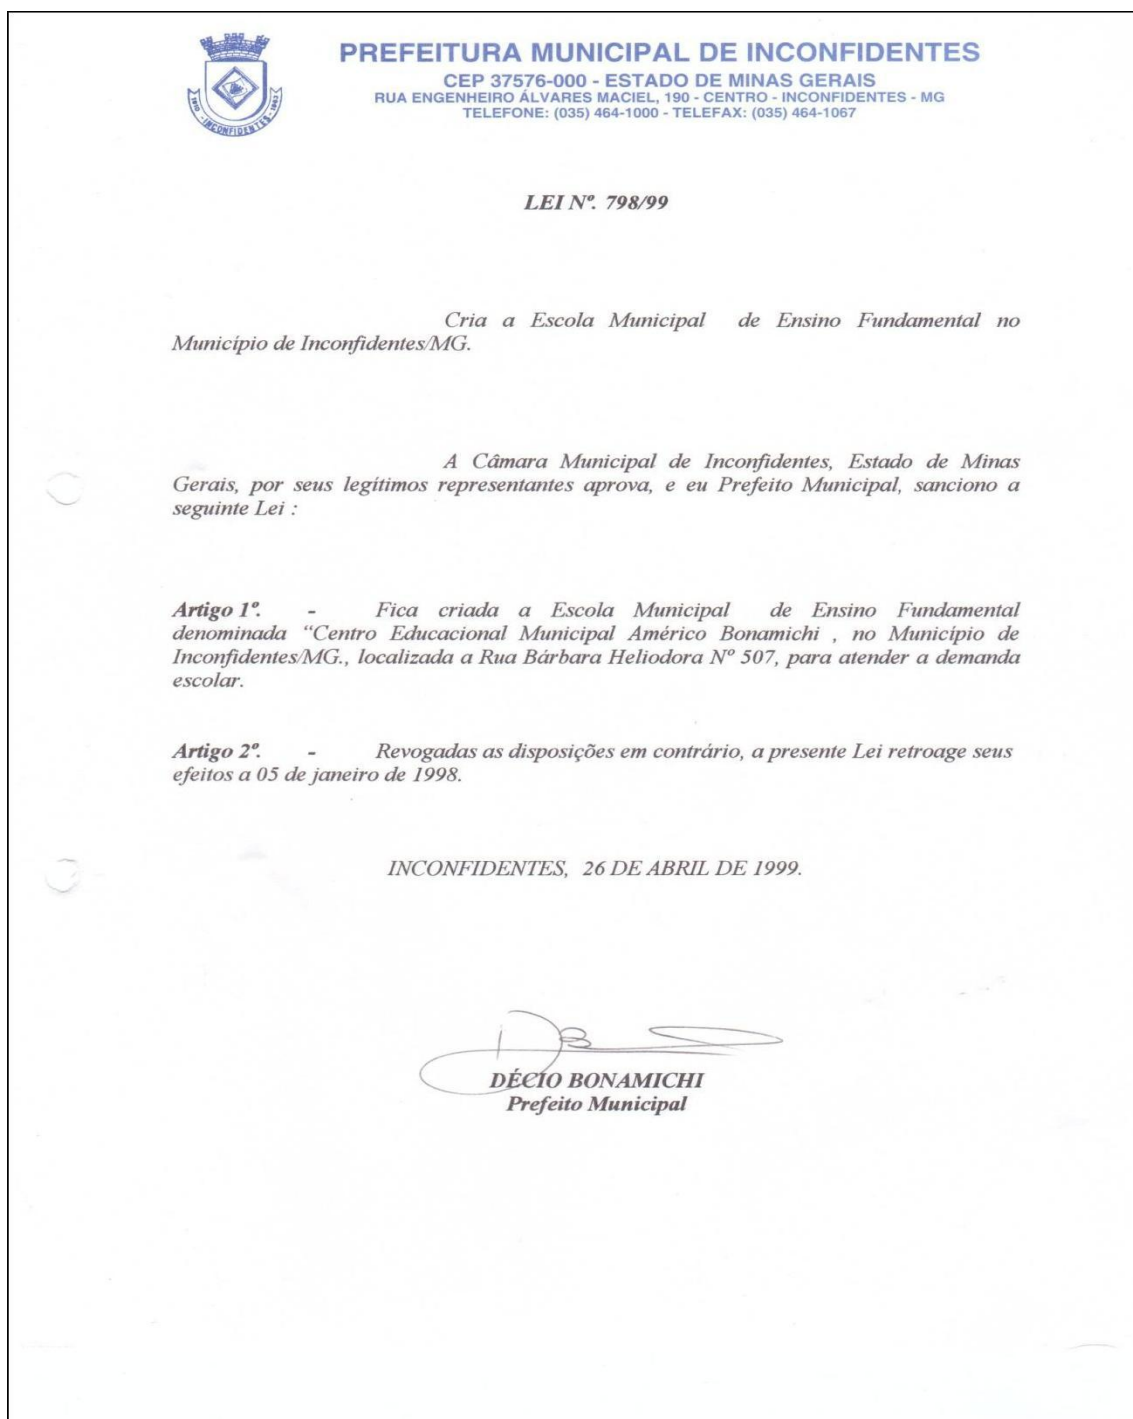 PREFEITURA MUNICIPAL DE INCONFIDENTES
CEP 37576-000 - ESTADO DE MINAS GERAIS
RUA ENGENHEIRO ÁLVARES MACIEL, 190 - CENTRO - INCONFIDENTES - MG
TELEFONE: (035) 464-1000 - TELEFAX: (035) 464-1067
1910 - INCONFIDENTES - 1963
LEI Nº. 798/99
Cria a Escola Municipal de Ensino Fundamental no
Município de Inconfidentes/MG.
A Câmara Municipal de Inconfidentes, Estado de Minas
Gerais, por seus legítimos representantes aprova, e eu Prefeito Municipal, sanciono a
seguinte Lei :
Artigo 1º. - Fica criada a Escola Municipal de Ensino Fundamental
denominada “Centro Educacional Municipal Américo Bonamichi , no Município de
Inconfidentes/MG., localizada a Rua Bárbara Heliodora Nº 507, para atender a demanda
escolar.
Artigo 2º. - Revogadas as disposições em contrário, a presente Lei retroage seus
efeitos a 05 de janeiro de 1998.
INCONFIDENTES, 26 DE ABRIL DE 1999.
DÉCIO BONAMICHI
Prefeito Municipal